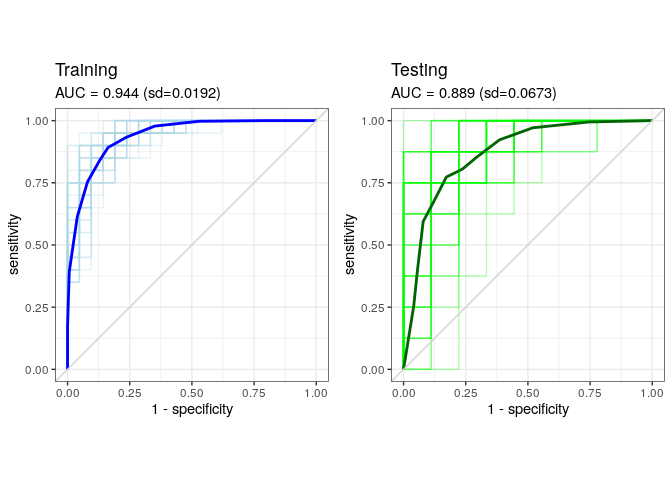 Training
AUC = 0.944 (sd=0.0192)
1.00
0.75
0.50
0.25
0.00
sensitivity
0.00 0.25 0.50 0.75 1.00
1 - specificity
Testing
AUC = 0.889 (sd=0.0673)
1.00
0.75
0.50
0.25
0.00
sensitivity
0.00 0.25 0.50 0.75 1.00
1 - specificity